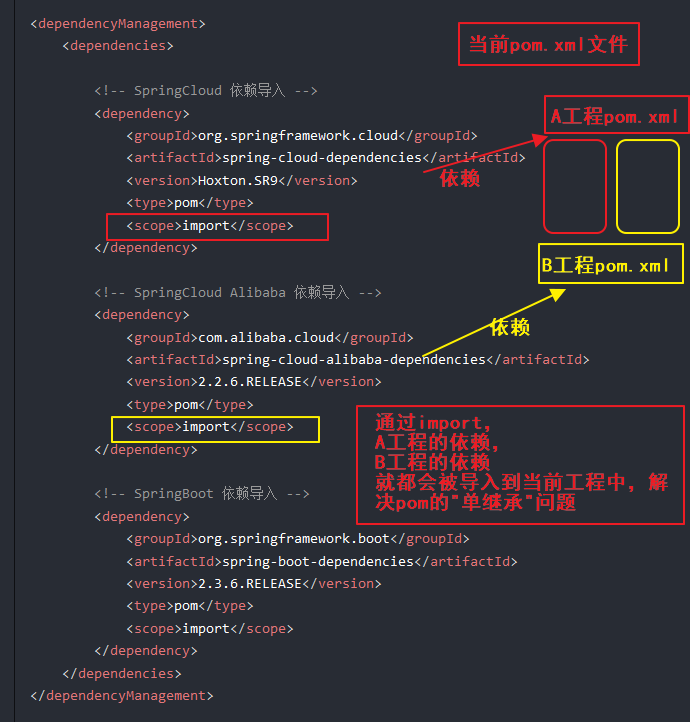 <dependencyManagement>
<dependencies>
当前pom.xml文件
<!-- SpringCloud 依赖导入 -->
<dependency>
A工程pom.xml
<groupId>org.springframework.cloud</groupId>
<artifactId>spring-cloud-dependencies</artifactId>
依赖
<version>Hoxton.SR9</version>
<type>pom</type>
<scope>import</scope>
</dependency>
B工程pom.xml
<!-- SpringCloud Alibaba 依赖导入 -->
<dependency>
依赖
<groupId>com.alibaba.cloud</groupId>
<artifactId>spring-cloud-alibaba-dependencies</artifactId>
<version>2.2.6.RELEASE</version>
<type>pom</type>
<scope>import</scope>
</dependency>
通过import,
A工程的依赖,
B工程的依赖
就都会被导入到当前工程中, 解
决pom的"单继承"问题
<!-- SpringBoot 依赖导入 -->
<dependency>
<groupId>org.springframework.boot</groupId>
<artifactId>spring-boot-dependencies</artifactId>
<version>2.3.6.RELEASE</version>
<type>pom</type>
<scope>import</scope>
</dependency>
</dependencies>
</dependencyManagement>